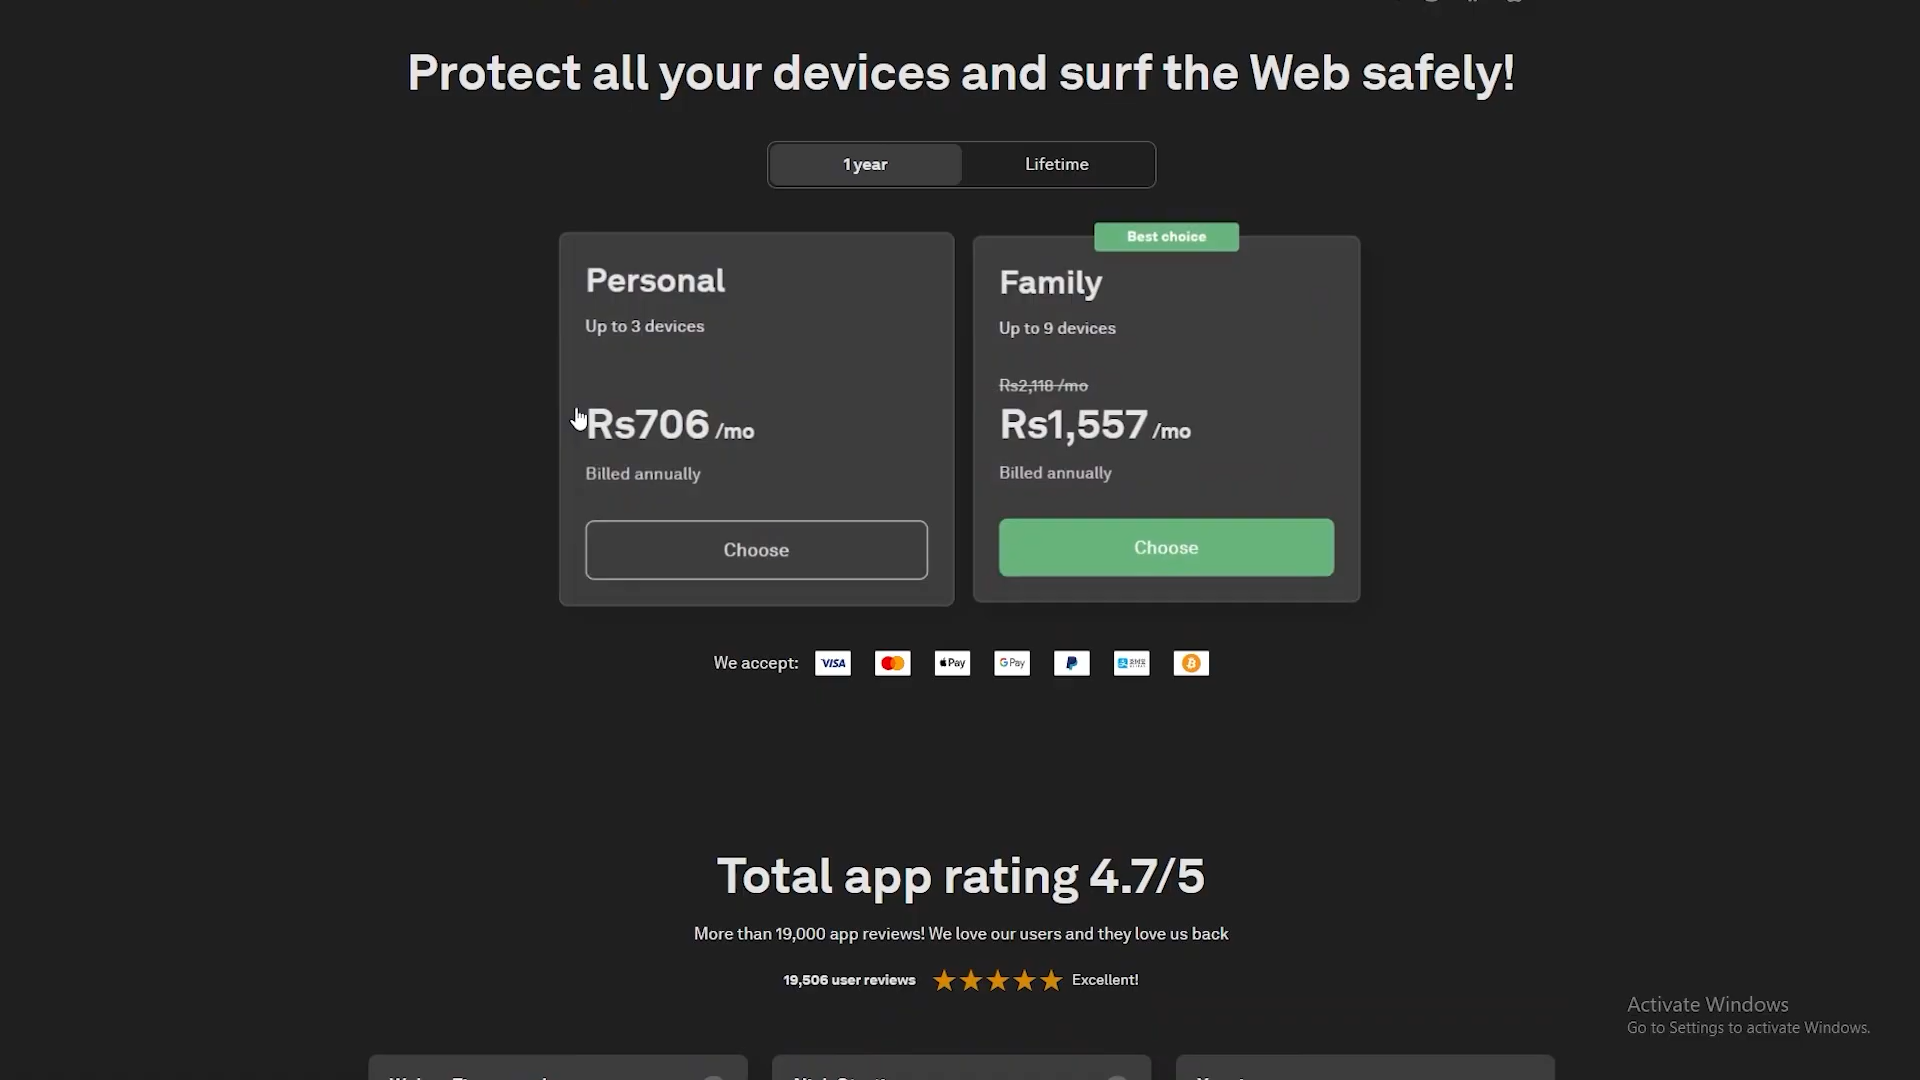 Protect all your devices and surf the Web safely!
1 year
Lifetime
Best choice
Personal
Up to 3 devices
Rs706 /mo
Billed annually
Choose
Family
Up to 9 devices
Rs2,118 /mo
Rs1,557 /mo
Billed annually
Choose
We accept: VISA Pay G Pay
Total app rating 4.7/5
More than 19,000 app reviews! We love our users and they love us back
19,506 user reviews Excellent!
Activate Windows
Go to Settings to activate Windows.